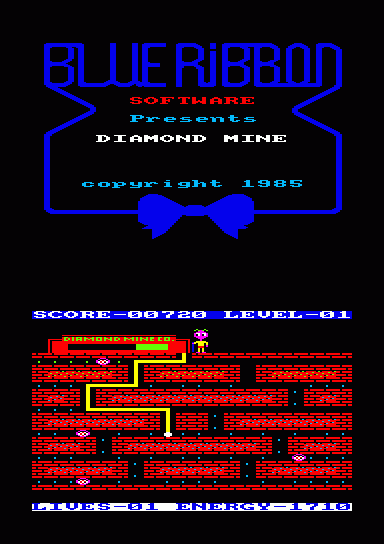 BLUE RiBBON
SOFTWARE
Presents
DIAMOND MINE
copyright 1985
SCORE-00720 LEVEL-01
DIAMOND MINE CO.
LIVES-01 ENERGY-1710